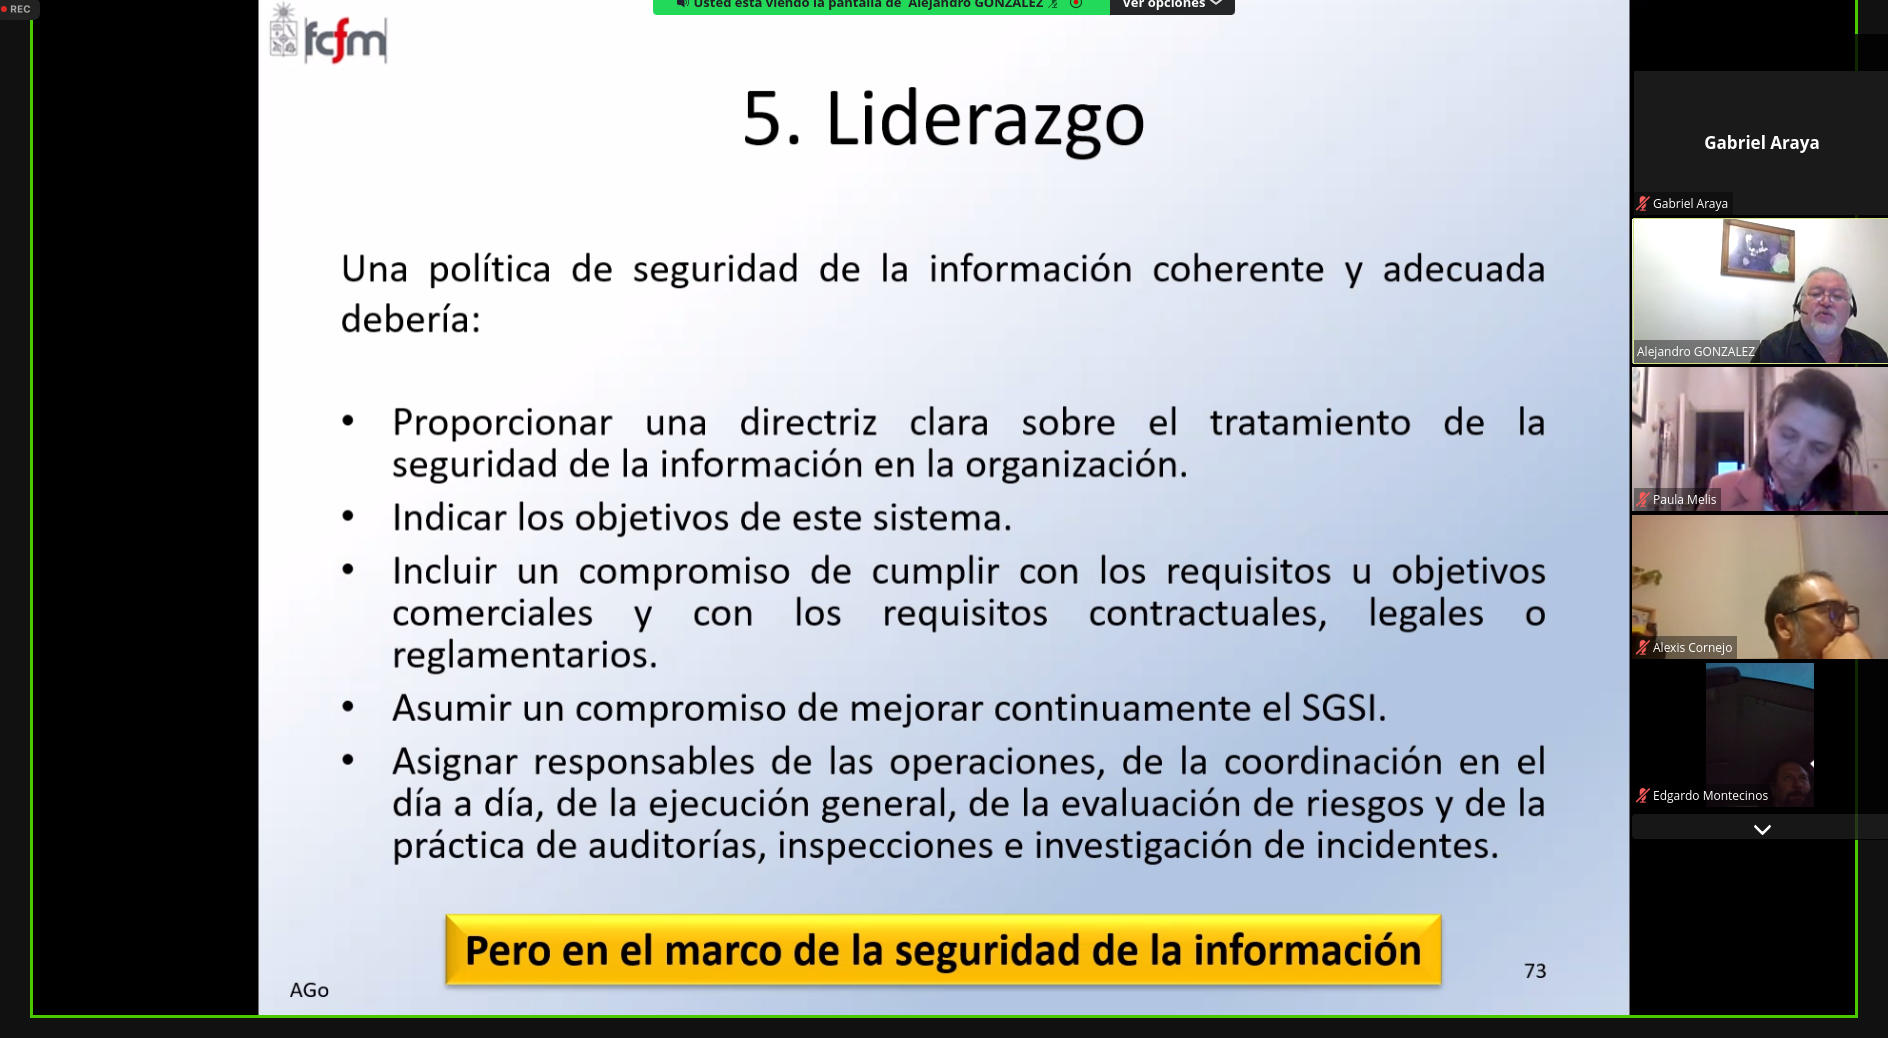 REC
Usted está viendo la pantalla de Alejandro GONZALEZ
Ver opciones
fcfm
5. Liderazgo
Una política de seguridad de la información coherente y adecuada
debería:
• Proporcionar una directriz clara sobre el tratamiento de la
seguridad de la información en la organización.
• Indicar los objetivos de este sistema.
• Incluir un compromiso de cumplir con los requisitos u objetivos
comerciales y con los requisitos contractuales, legales o
reglamentarios.
• Asumir un compromiso de mejorar continuamente el SGSI.
• Asignar responsables de las operaciones, de la coordinación en el
día a día, de la ejecución general, de la evaluación de riesgos y de la
práctica de auditorías, inspecciones e investigación de incidentes.
Pero en el marco de la seguridad de la información
AGo
73
Gabriel Araya
Gabriel Araya
Alejandro GONZALEZ
Paula Melis
Alexis Cornejo
Edgardo Montecinos